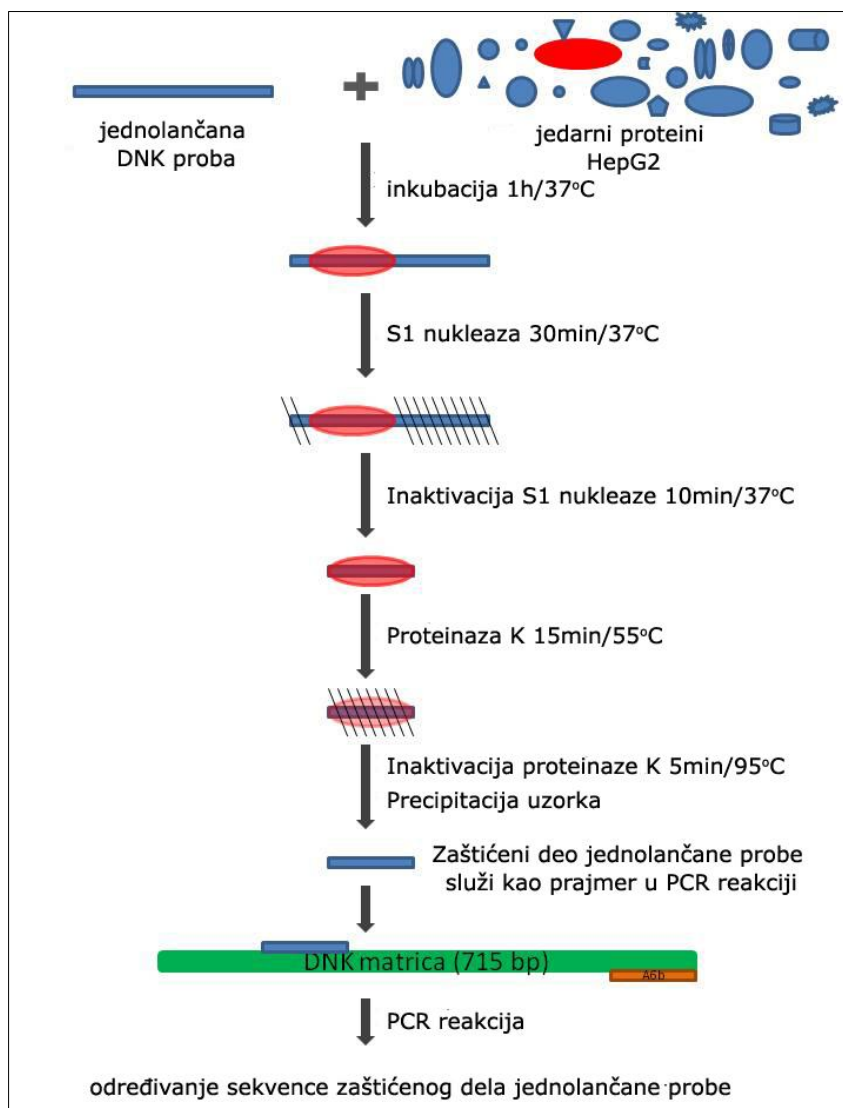 jednolančana
DNK proba
jedarni proteini
HepG2
inkubacija 1h/37°C
S1 nukleaza 30min/37°C
Inaktivacija S1 nukleaze 10min/37°C
Proteinaza K 15min/55°C
Inaktivacija proteinaze K 5min/95°C
Precipitacija uzorka
Zaštićeni deo jednolančane probe
služi kao prajmer u PCR reakciji
DNK matrica (715 bp)
A6b
PCR reakcija
određivanje sekvence zaštićenog dela jednolančane probe